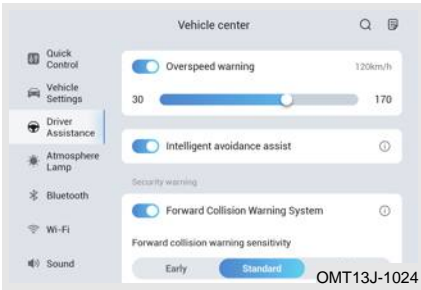 Vehicle center
Quick
Control
Vehicle
Settings
Driver
Assistance
Atmosphere
Lamp
Bluetooth
Wi-Fi
Sound
Overspeed warning
120km/h
30
170
Intelligent avoidance assist
Security warning
Forward Collision Warning System
Forward collision warning sensitivity
Early
Standard
OMT13J-1024